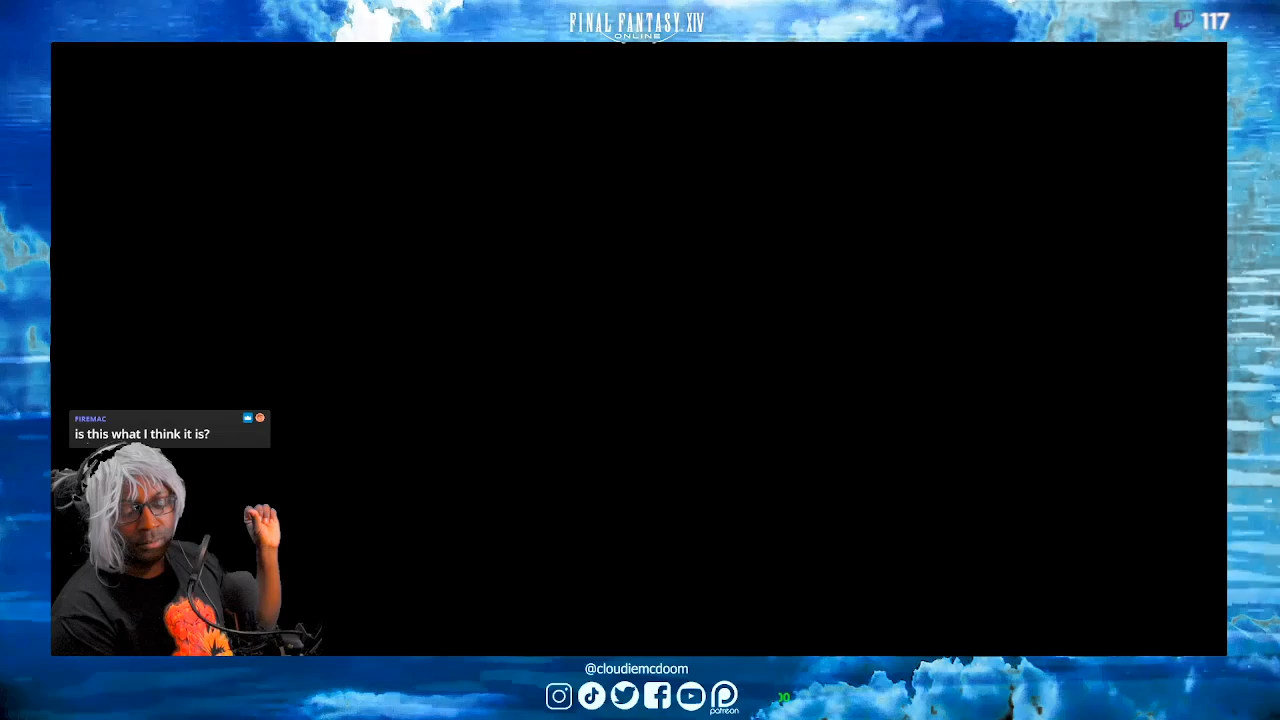 FINAL FANTASY XIV
ONLINE
117
FIREMAC
is this what I think it is?
@cloudiemcdoom
patreon